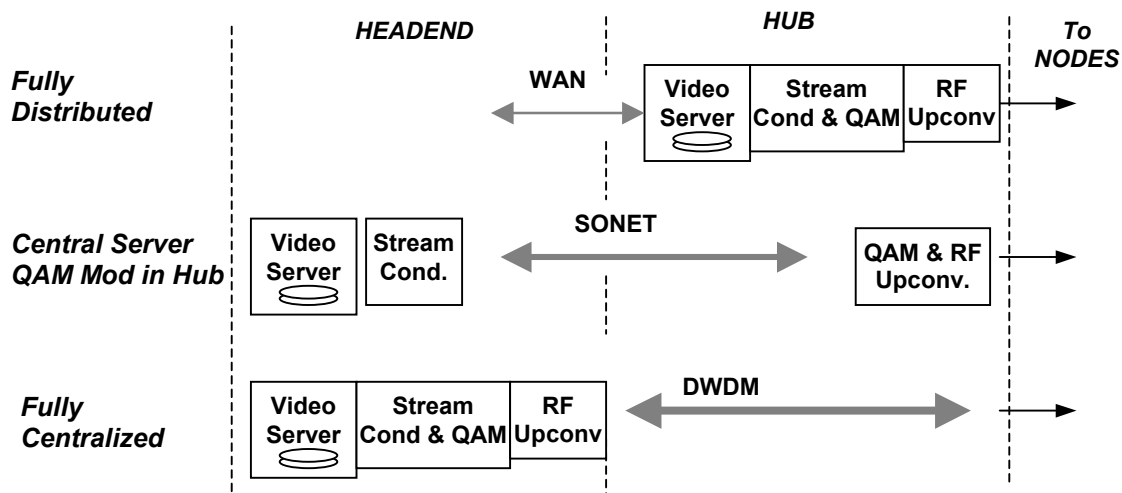 HEADEND
HUB
To
NODES
Fully
Distributed
WAN
Video
Server
Stream
Cond & QAM
RF
Upconv
Central Server
QAM Mod in Hub
Video
Server
Stream
Cond.
SONET
QAM & RF
Upconv.
Fully
Centralized
Video
Server
Stream
Cond & QAM
RF
Upconv
DWDM